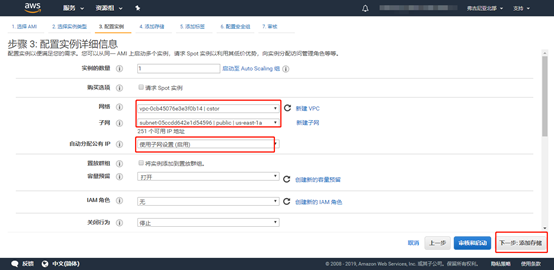 aws 服务 资源组 弗吉尼亚北部 支持
1. 选择 AMI 2. 选择实例类型 3. 配置实例 4. 添加存储 5. 添加标签 6. 配置安全组 7. 审核
步骤 3: 配置实例详细信息
配置实例以便满足您的需求。您可以从同一 AMI 上启动多个实例，请求 Spot 实例以利用其低价优势，向实例分配访问管理角色等等。
实例的数量 1 启动至 Auto Scaling 组
购买选项 请求 Spot 实例
网络 vpc-0cb45076e3e3f0b14 | cator 新建 VPC
子网 subnet-05ccdd642e1d54596 | public | us-east-1a 新建子网
251 个可用 IP 地址
自动分配公有 IP 使用子网设置 (启用)
置放群组 将实例添加到置放群组。
容量预留 打开 创建新的容量预留
IAM 角色 无 创建新的 IAM 角色
关闭行为 停止
取消 上一步 审核和启动 下一步: 添加存储
反馈 中文(简体) © 2008 - 2019, Amazon Web Services, Inc. 或其子公司。保留所有权利。 隐私策略 使用条款